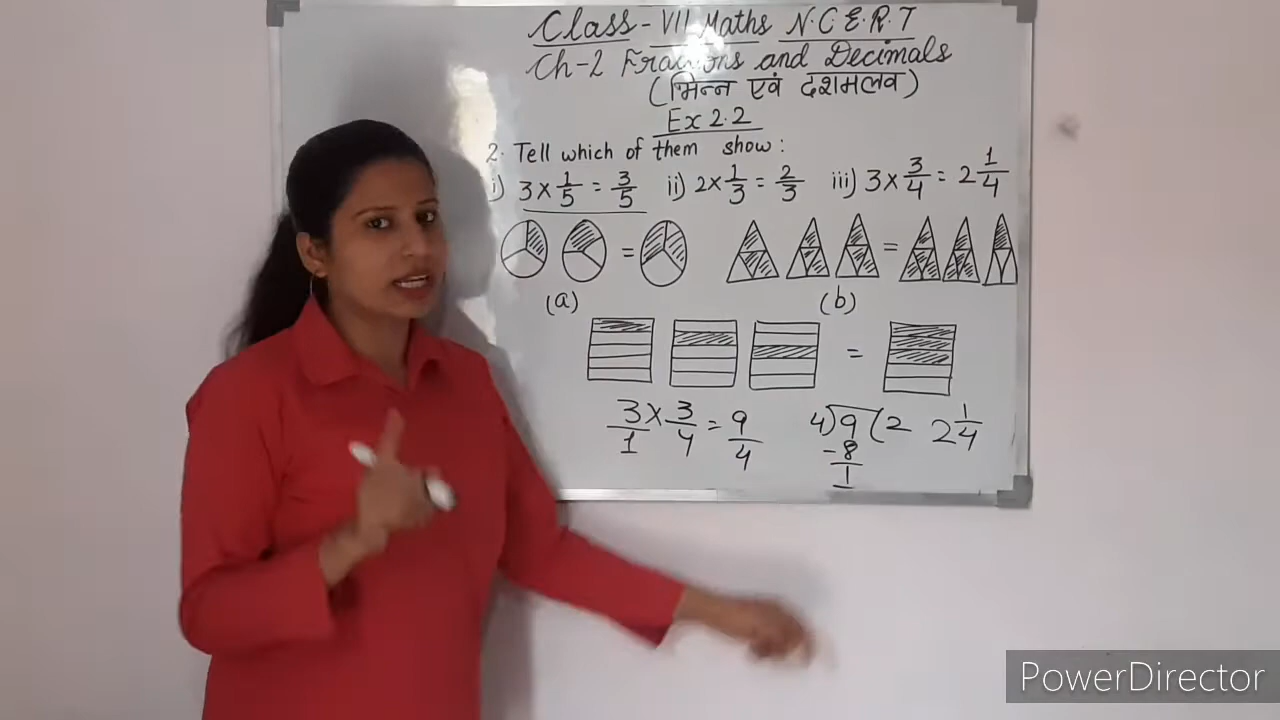 Class-VII Maths N.C.E.R.T
Ch-2 Fractions and Decimals
(भिन्न एवं दशमलव)
Ex 2.2
2. Tell which of them show:
i) 3 × 1/5 = 3/5 ii) 2 × 1/3 = 2/3 iii) 3 × 3/4 = 2 1/4
= =
(a) (b)
=
3/1 × 3/4 = 9/4 4)9(2 2 1/4
-8
1
PowerDirector